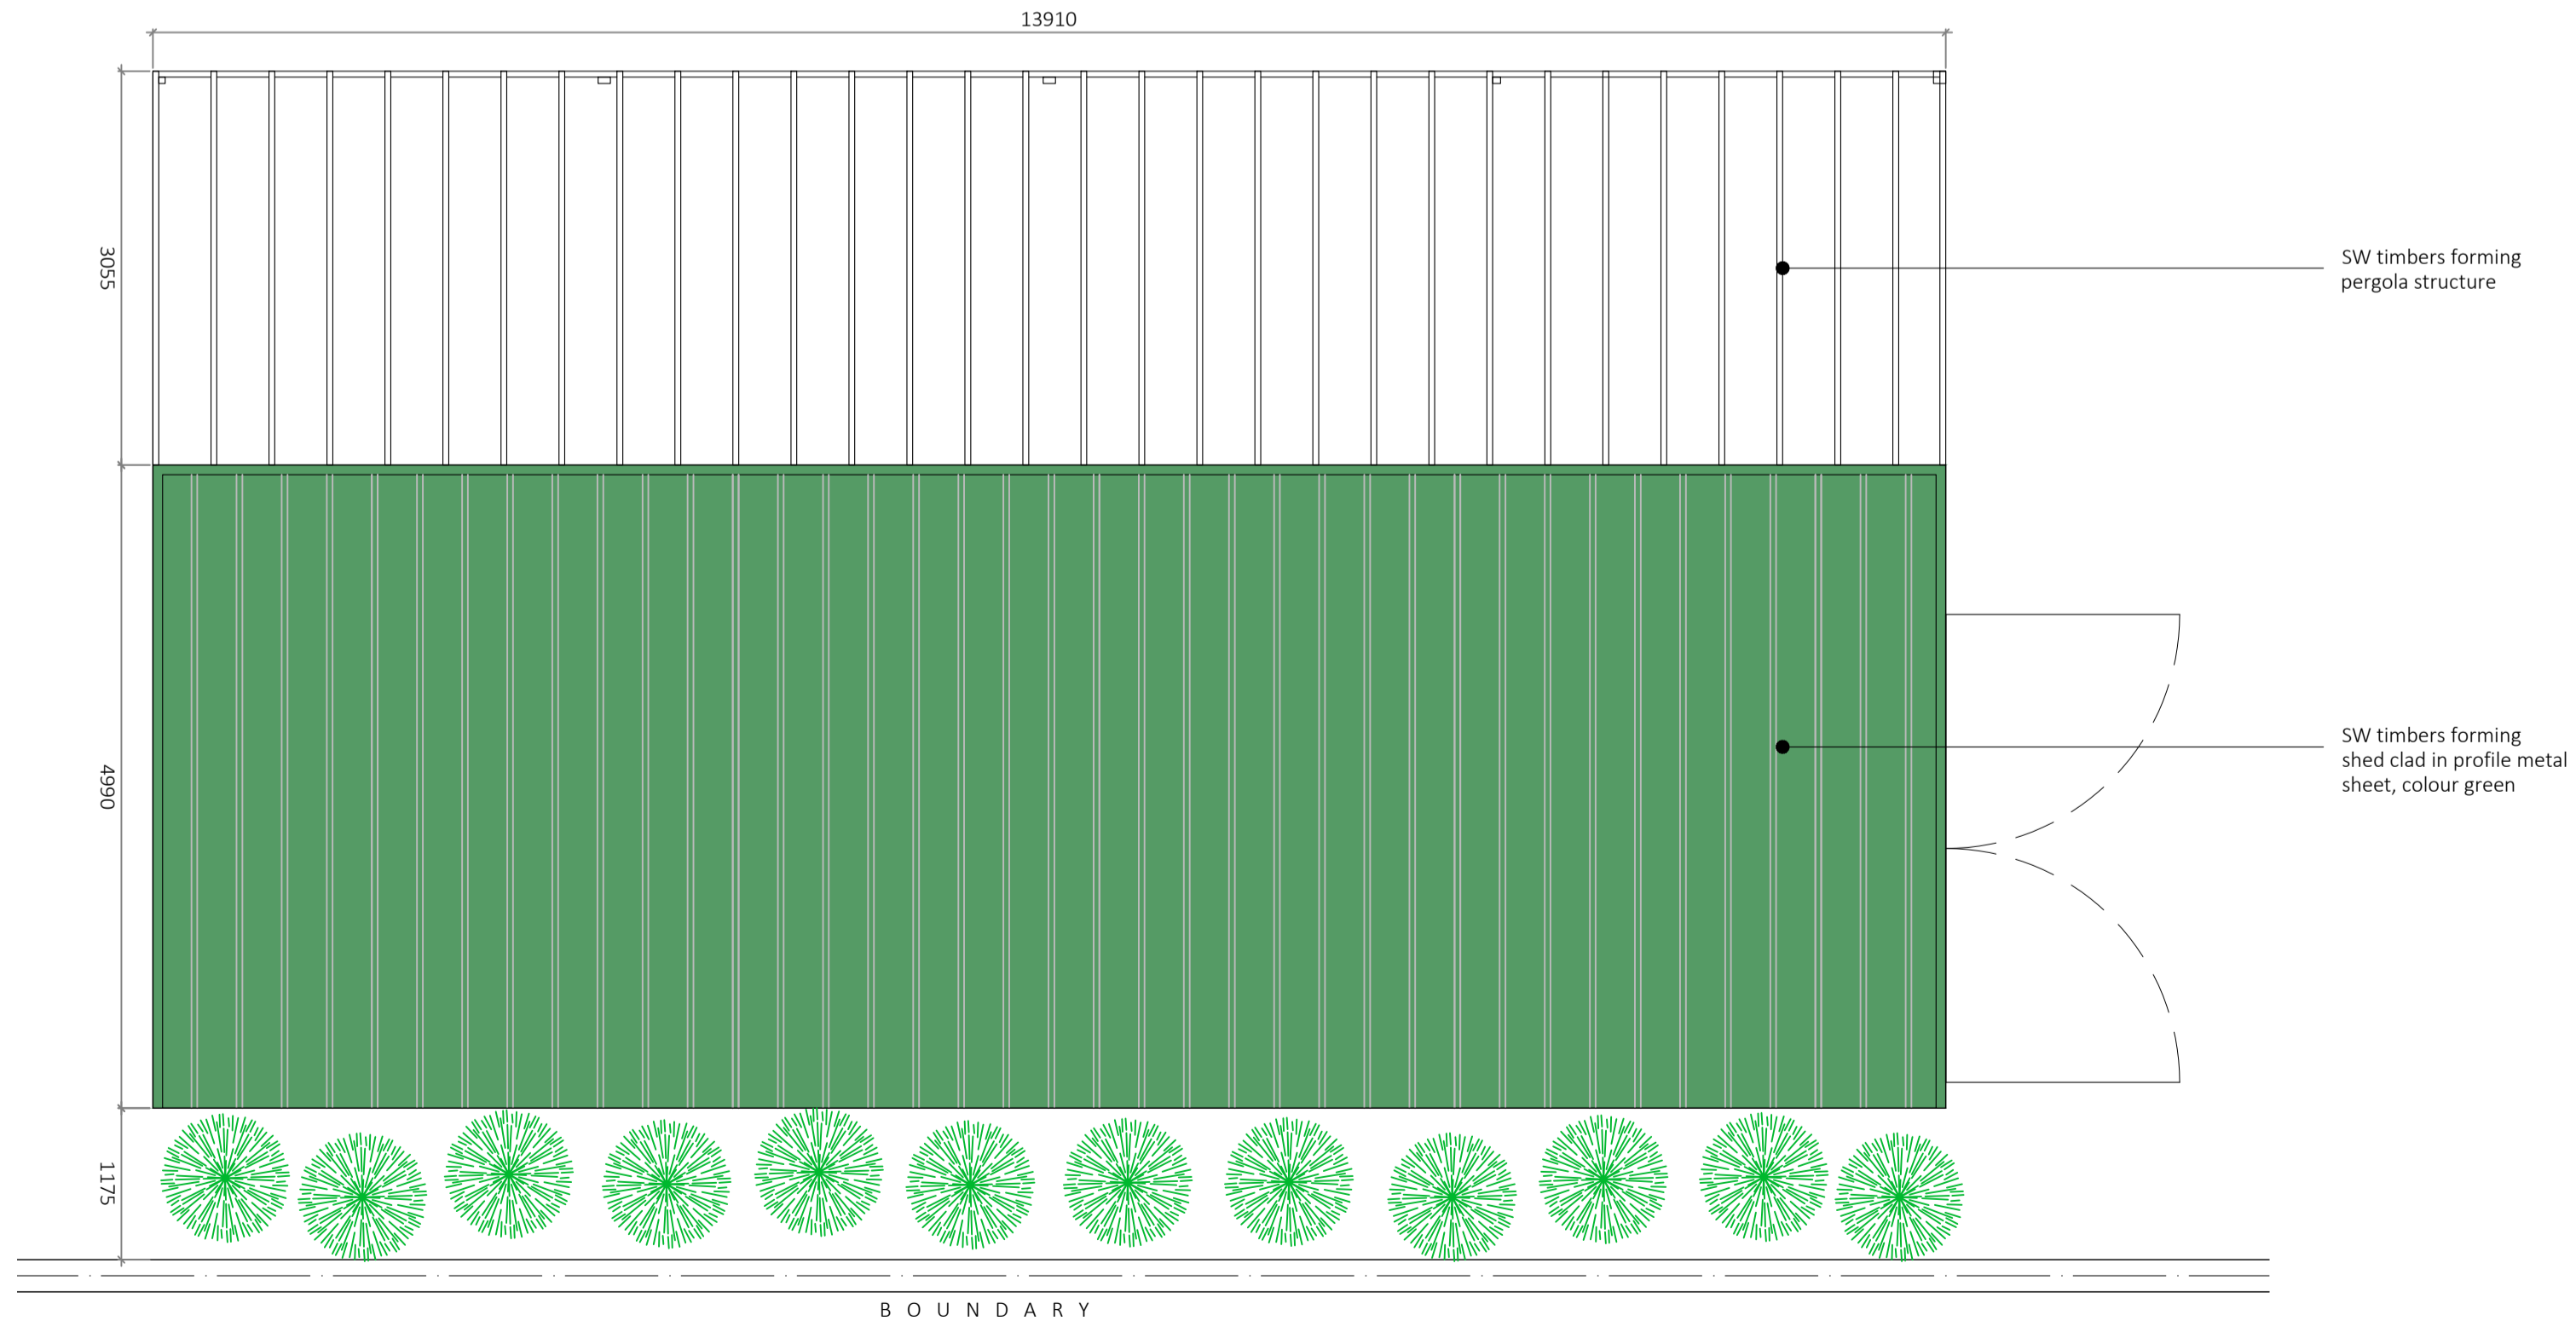 13910
3055
SW timbers forming
pergola structure
4990
SW timbers forming
shed clad in profile metal
sheet, colour green
1175
BOUNDARY